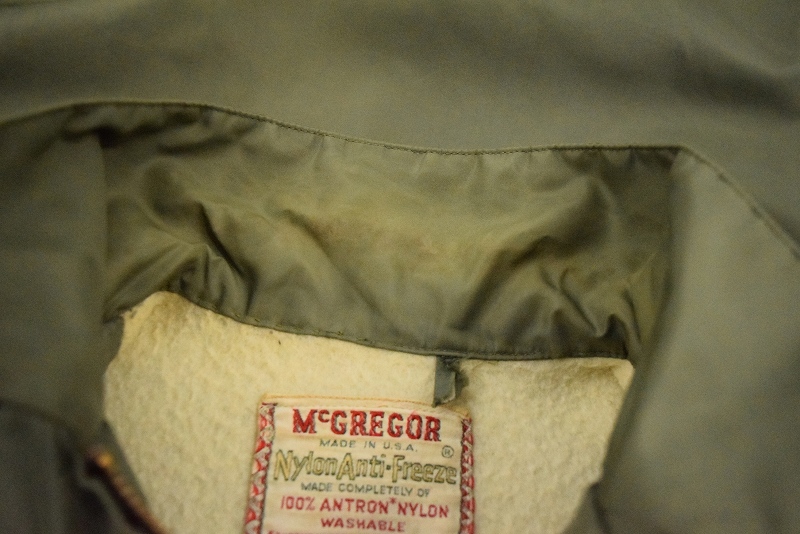 McGREGOR
MADE IN U.S.A.
Nylon Anti-Freeze ®
MADE COMPLETELY OF
100% ANTRON* NYLON
WASHABLE